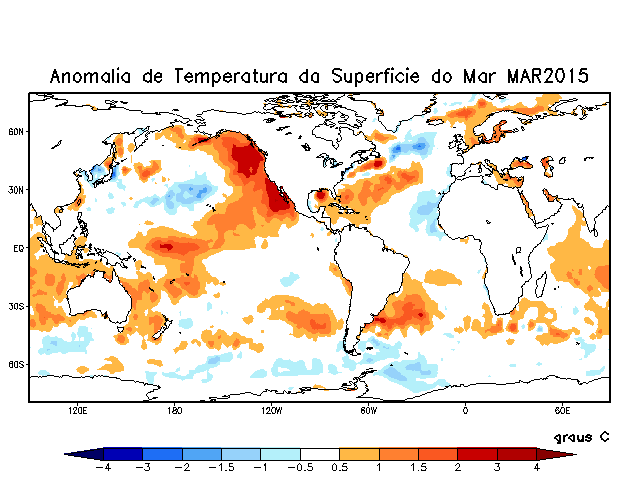 Anomalia de Temperatura da Superfície do Mar MAR2015
60N
30N
EQ
30S
60S
120E 180 120W 60W 0 60E
graus C
-4 -3 -2 -1.5 -1 -0.5 0.5 1 1.5 2 3 4